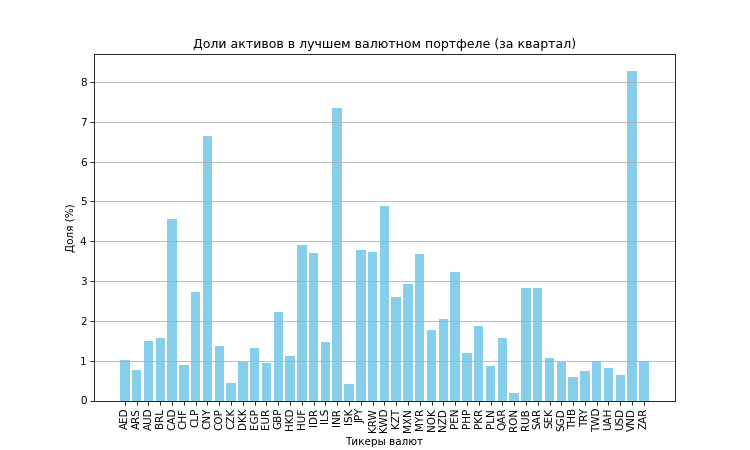 Доли активов в лучшем валютном портфеле (за квартал)
Доля (%)
8
7
6
5
4
3
2
1
0
AED ARS AUD BRL CAD CHF CLP CNY COP CZK DKK EGP EUR GBP HKD HUF IDR ILS INR ISK JPY KRW KWD KZT MXN MYR NOK NZD PEN PHP PKR PLN QAR RON RUB SAR SEK SGD THB TRY TWD UAH USD VND ZAR
Тикеры валют